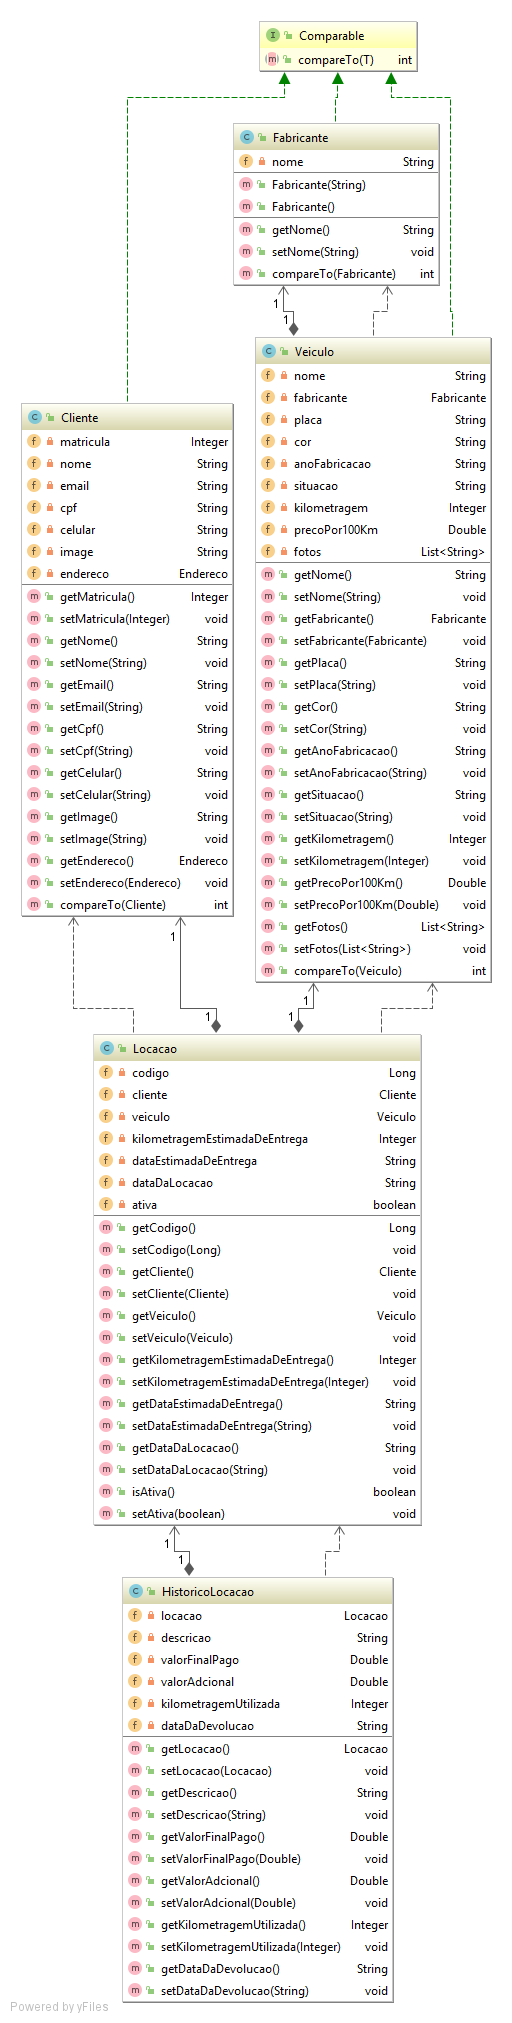 Comparable
compareTo(T) int
Fabricante
nome String
Fabricante(String)
Fabricante()
getNome() String
setNome(String) void
compareTo(Fabricante) int
1
1
Veiculo
nome String
fabricante Fabricante
placa String
cor String
anoFabricacao String
situacao String
kilometragem Integer
precoPor100Km Double
fotos List<String>
getNome() String
setNome(String) void
getFabricante() Fabricante
setFabricante(Fabricante) void
getPlaca() String
setPlaca(String) void
getCor() String
setCor(String) void
getAnoFabricacao() String
setAnoFabricacao(String) void
getSituacao() String
setSituacao(String) void
getKilometragem() Integer
setKilometragem(Integer) void
getPrecoPor100Km() Double
setPrecoPor100Km(Double) void
getFotos() List<String>
setFotos(List<String>) void
compareTo(Veiculo) int
Cliente
matricula Integer
nome String
email String
cpf String
celular String
image String
endereco Endereco
getMatricula() Integer
setMatricula(Integer) void
getNome() String
setNome(String) void
getEmail() String
setEmail(String) void
getCpf() String
setCpf(String) void
getCelular() String
setCelular(String) void
getImage() String
setImage(String) void
getEndereco() Endereco
setEndereco(Endereco) void
compareTo(Cliente) int
1
1
1
1
Locacao
codigo Long
cliente Cliente
veiculo Veiculo
kilometragemEstimadaDeEntrega Integer
dataEstimadaDeEntrega String
dataDaLocacao String
ativa boolean
getCodigo() Long
setCodigo(Long) void
getCliente() Cliente
setCliente(Cliente) void
getVeiculo() Veiculo
setVeiculo(Veiculo) void
getKilometragemEstimadaDeEntrega() Integer
setKilometragemEstimadaDeEntrega(Integer) void
getDataEstimadaDeEntrega() String
setDataEstimadaDeEntrega(String) void
getDataDaLocacao() String
setDataDaLocacao(String) void
isAtiva() boolean
setAtiva(boolean) void
1
1
HistoricoLocacao
locacao Locacao
descricao String
valorFinalPago Double
valorAdcional Double
kilometragemUtilizada Integer
dataDaDevolucao String
getLocacao() Locacao
setLocacao(Locacao) void
getDescricao() String
setDescricao(String) void
getValorFinalPago() Double
setValorFinalPago(Double) void
getValorAdcional() Double
setValorAdcional(Double) void
getKilometragemUtilizada() Integer
setKilometragemUtilizada(Integer) void
getDataDaDevolucao() String
setDataDaDevolucao(String) void
Powered by yFiles